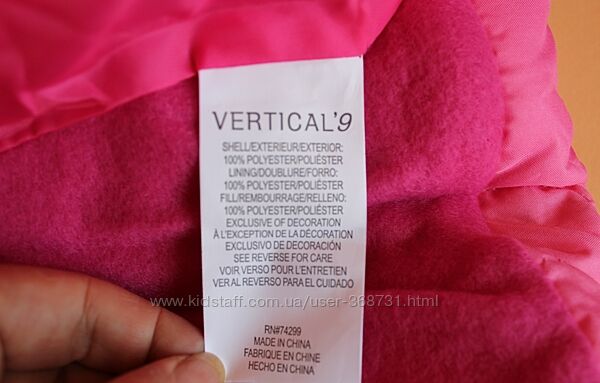 VERTICAL'9
SHELL/EXTERIEUR/EXTERIOR:
100% POLYESTER/POLIÉSTER
LINING/DOUBLURE/FORRO:
100% POLYESTER/POLIÉSTER
FILL/REMBOURRAGE/RELLENO:
100% POLYESTER/POLIÉSTER
EXCLUSIVE OF DECORATION
À L'EXCEPTION DE LA DÉCORATION
EXCLUSIVO DE DECORACIÓN
SEE REVERSE FOR CARE
VOIR VERSO POUR L'ENTRETIEN
VER AL REVERSO PARA EL CUIDADO
www.kidstaff.com.ua/user-368731.html
RN#74299
MADE IN CHINA
FABRIQUE EN CHINE
HECHO EN CHINA